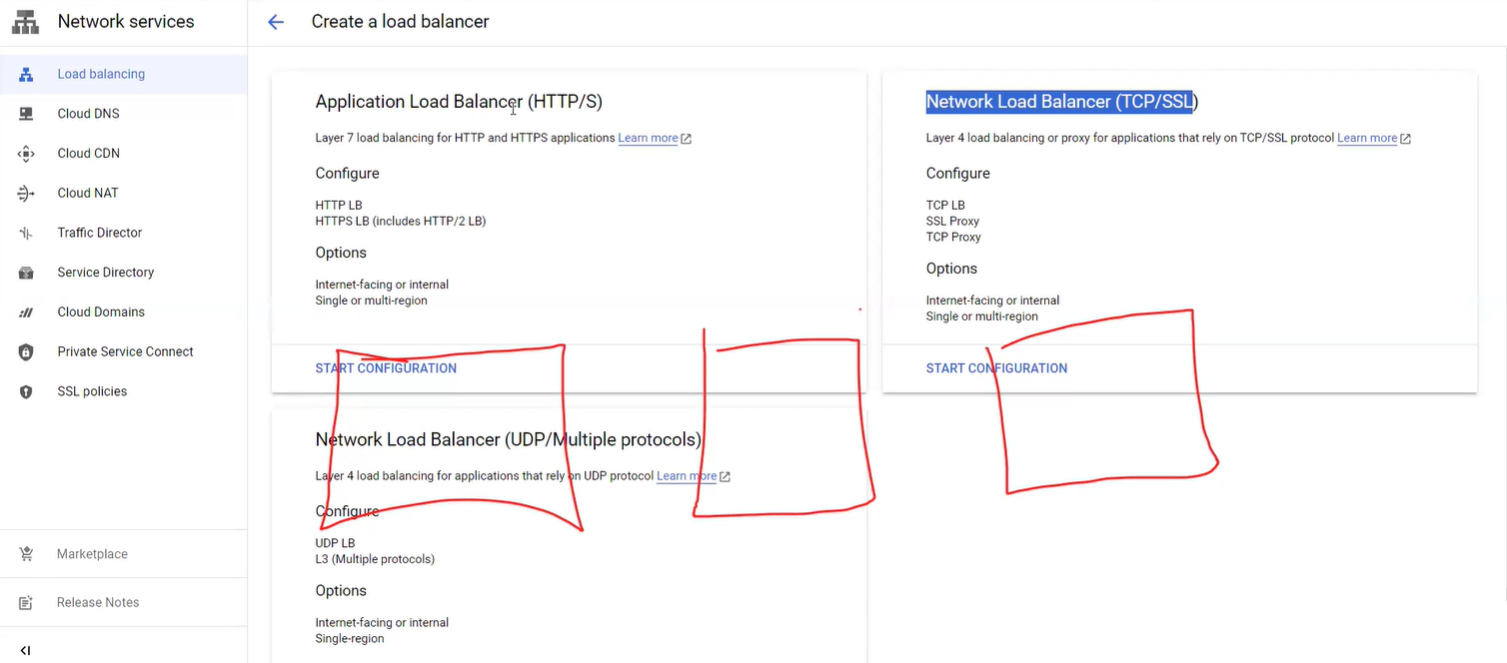 Network services
Create a load balancer
Load balancing
Cloud DNS
Cloud CDN
Cloud NAT
Traffic Director
Service Directory
Cloud Domains
Private Service Connect
SSL policies
Marketplace
Release Notes
Application Load Balancer (HTTP/S)
Layer 7 load balancing for HTTP and HTTPS applications Learn more
Configure
HTTP LB
HTTPS LB (includes HTTP/2 LB)
Options
Internet-facing or internal
Single or multi-region
START CONFIGURATION
Network Load Balancer (TCP/SSL)
Layer 4 load balancing or proxy for applications that rely on TCP/SSL protocol Learn more
Configure
TCP LB
SSL Proxy
TCP Proxy
Options
Internet-facing or internal
Single or multi-region
START CONFIGURATION
Network Load Balancer (UDP/Multiple protocols)
Layer 4 load balancing for applications that rely on UDP protocol Learn more
Configure
UDP LB
L3 (Multiple protocols)
Options
Internet-facing or internal
Single-region